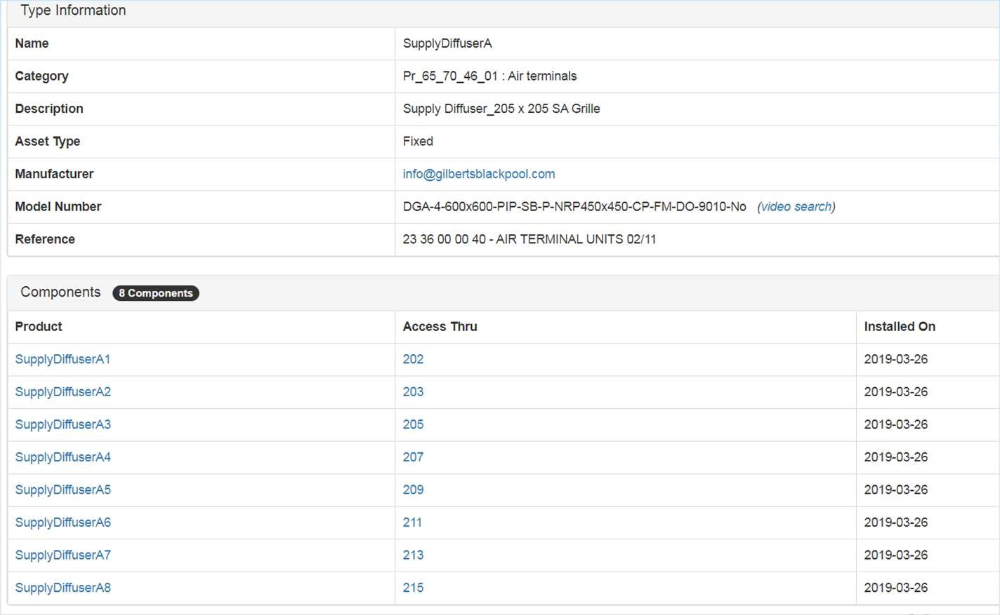 Type Information
Name SupplyDiffuserA
Category Pr_65_70_46_01 : Air terminals
Description Supply Diffuser_205 x 205 SA Grille
Asset Type Fixed
Manufacturer info@gilbertsblackpool.com
Model Number DGA-4-600x600-PIP-SB-P-NRP450x450-CP-FM-DO-9010-No (video search)
Reference 23 36 00 00 40 - AIR TERMINAL UNITS 02/11
Components 8 Components
Product Access Thru Installed On
SupplyDiffuserA1 202 2019-03-26
SupplyDiffuserA2 203 2019-03-26
SupplyDiffuserA3 205 2019-03-26
SupplyDiffuserA4 207 2019-03-26
SupplyDiffuserA5 209 2019-03-26
SupplyDiffuserA6 211 2019-03-26
SupplyDiffuserA7 213 2019-03-26
SupplyDiffuserA8 215 2019-03-26